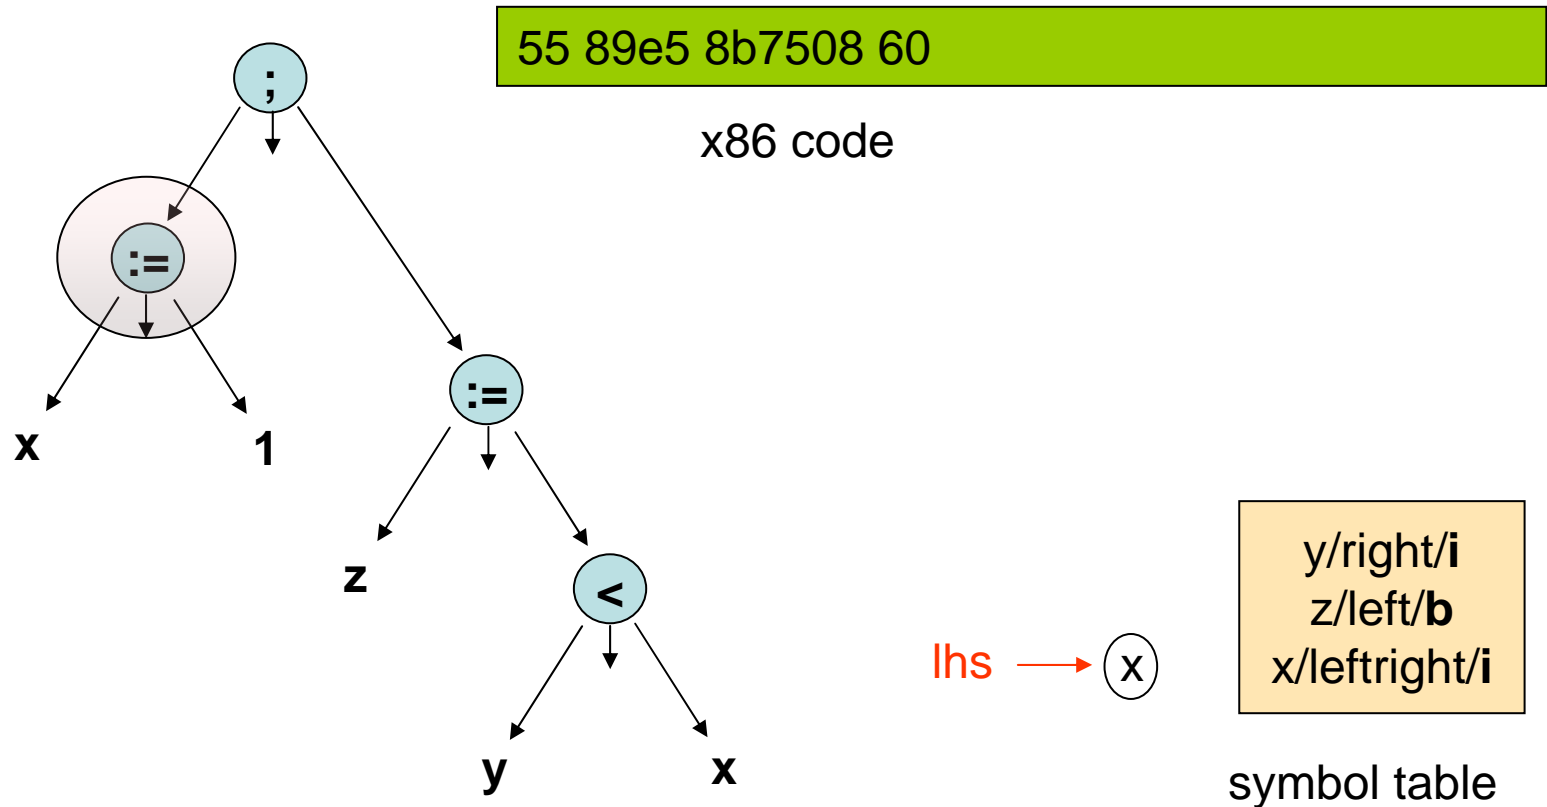 55 89e5 8b7508 60
;
x86 code
:=
:=
x 1
z
<
y/right/i
z/left/b
x/leftright/i
lhs x
y x
symbol table